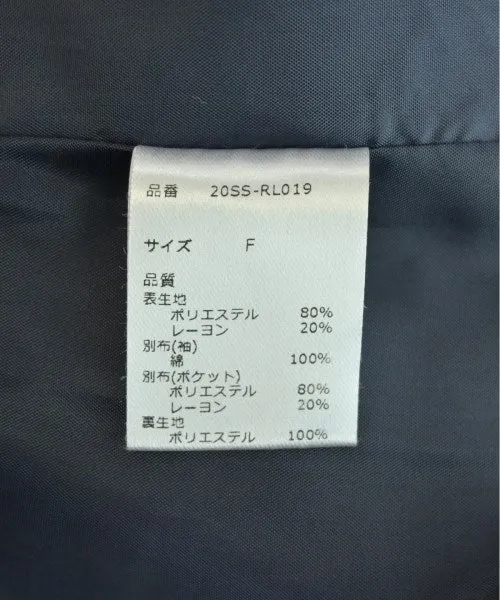 品番 20SS-RL019
サイズ F
品質
表生地
ポリエステル 80%
レーヨン 20%
別布(袖)
綿 100%
別布(ポケット)
ポリエステル 80%
レーヨン 20%
裏生地
ポリエステル 100%